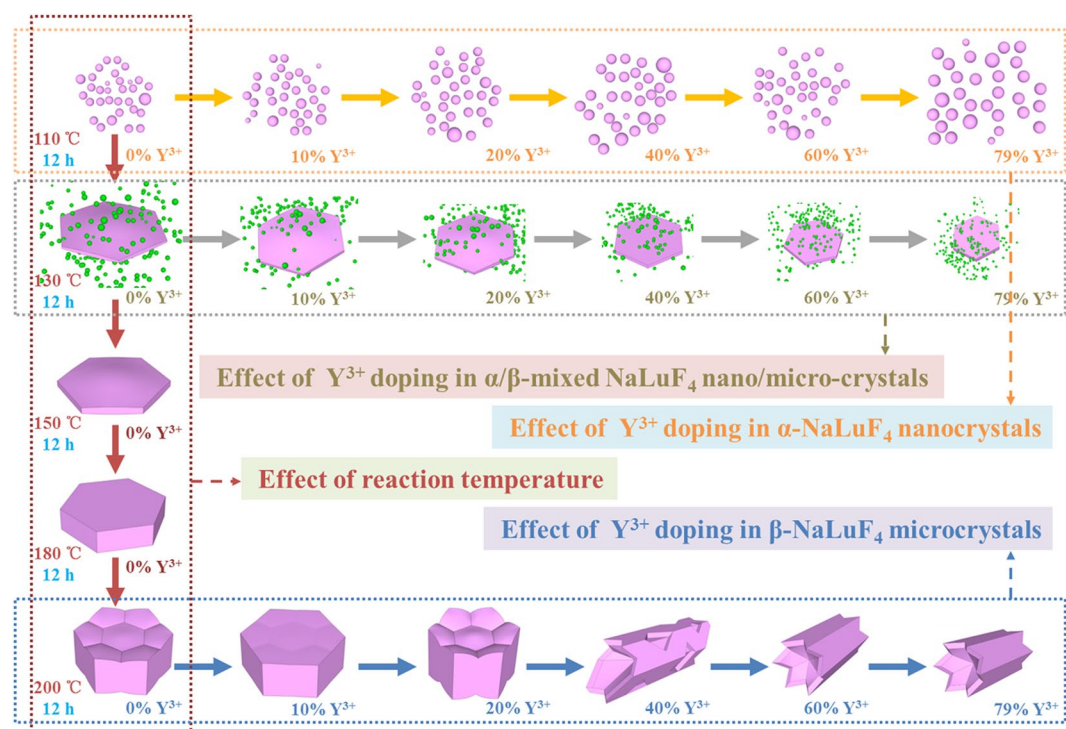 110 ℃
12 h
0% Y³⁺
10% Y³⁺
20% Y³⁺
40% Y³⁺
60% Y³⁺
79% Y³⁺
130 ℃
12 h
0% Y³⁺
10% Y³⁺
20% Y³⁺
40% Y³⁺
60% Y³⁺
79% Y³⁺
Effect of Y³⁺ doping in α/β-mixed NaLuF₄ nano/micro-crystals
150 ℃
12 h
0% Y³⁺
Effect of Y³⁺ doping in α-NaLuF₄ nanocrystals
Effect of reaction temperature
Effect of Y³⁺ doping in β-NaLuF₄ microcrystals
180 ℃
12 h
0% Y³⁺
200 ℃
12 h
0% Y³⁺
10% Y³⁺
20% Y³⁺
40% Y³⁺
60% Y³⁺
79% Y³⁺